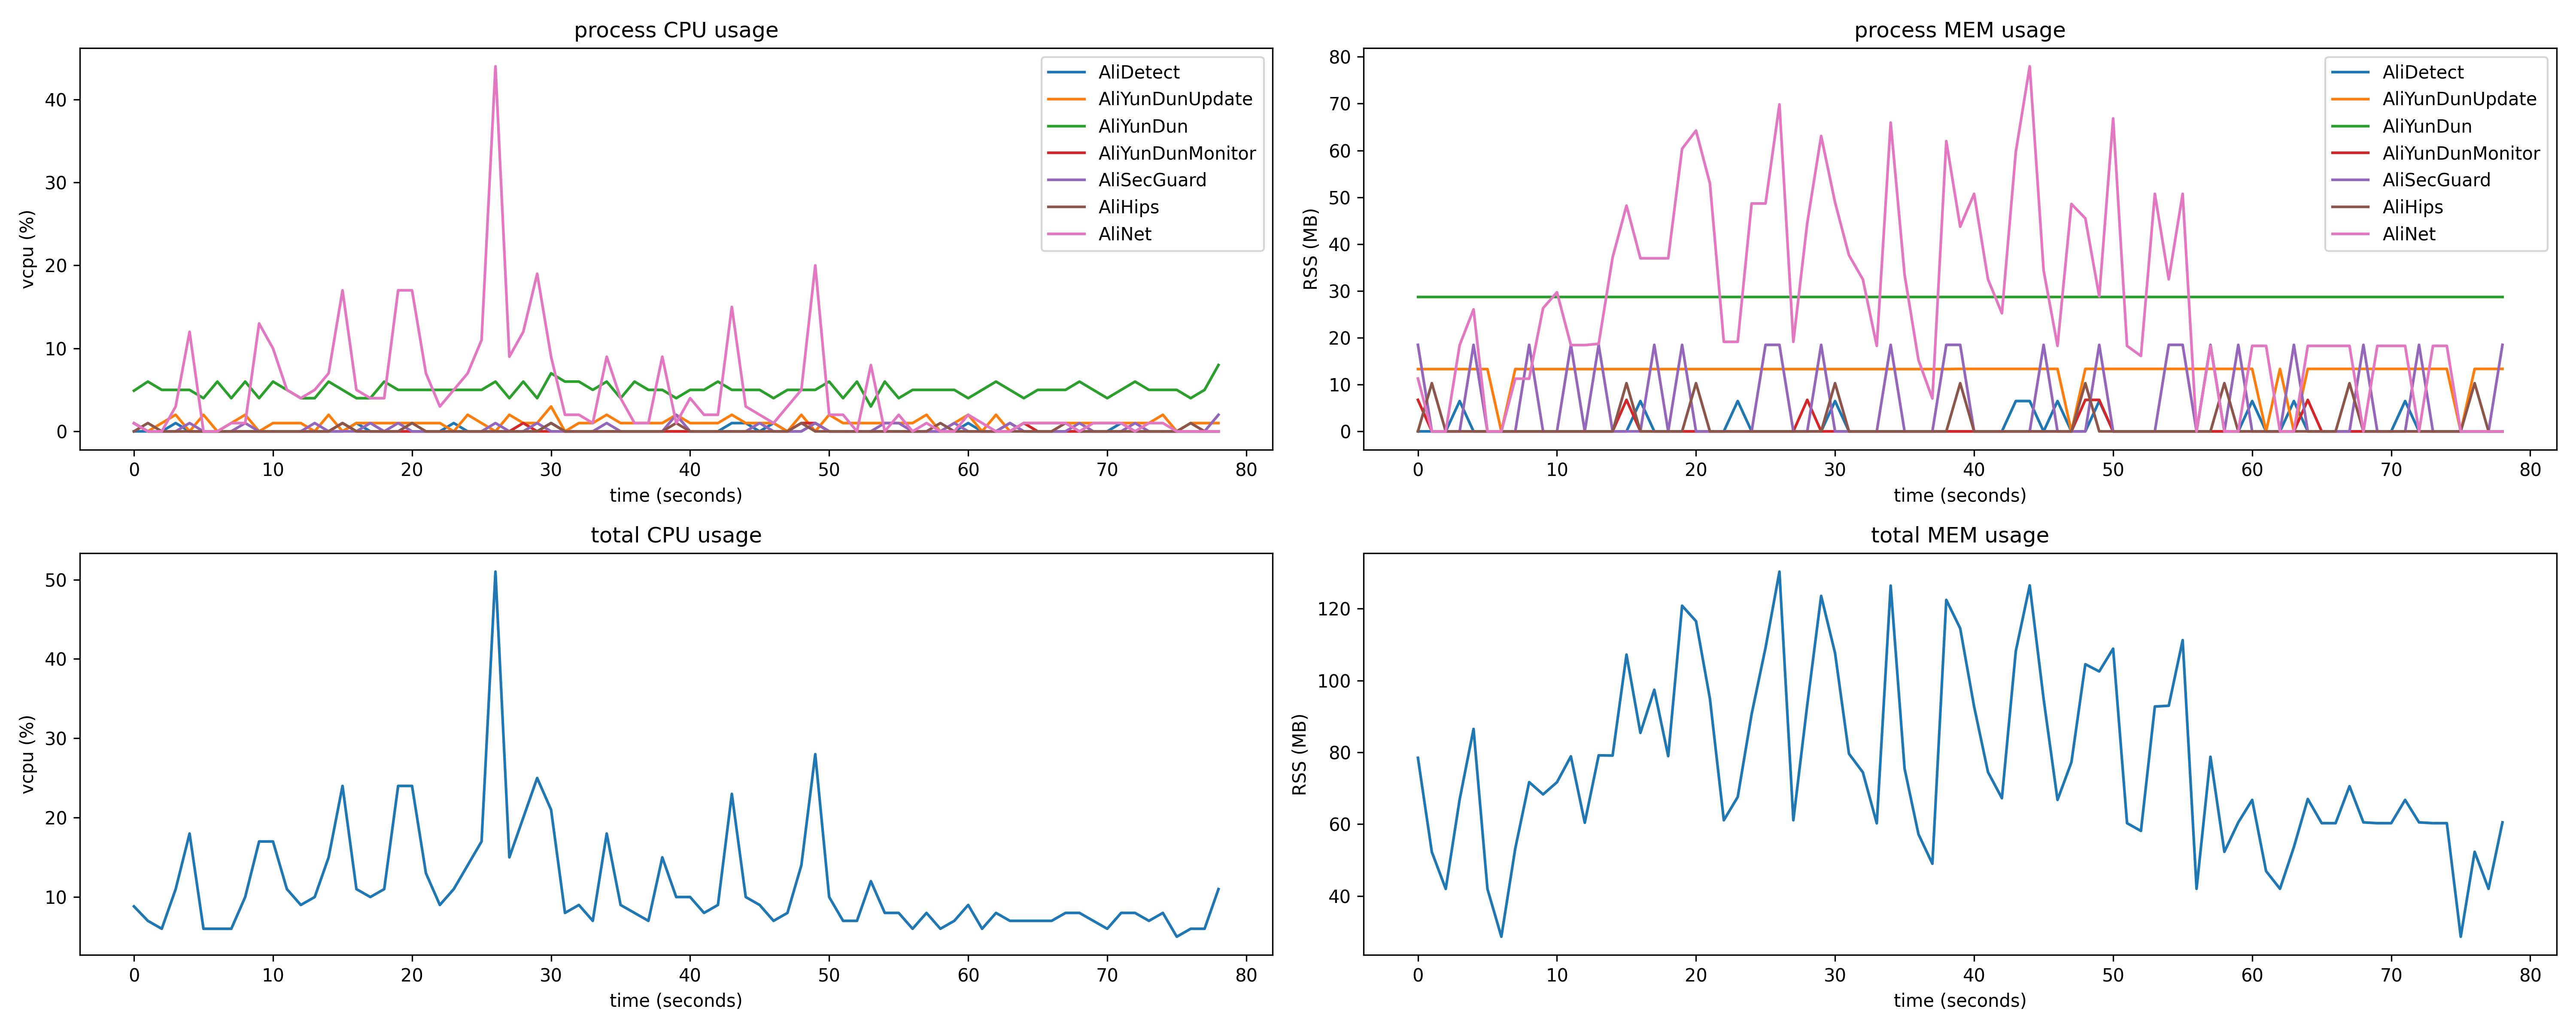 process CPU usage
vcpu (%)
40
30
20
10
0
0 10 20 30 40 50 60 70 80
time (seconds)
AliDetect
AliYunDunUpdate
AliYunDun
AliYunDunMonitor
AliSecGuard
AliHips
AliNet
process MEM usage
RSS (MB)
80
70
60
50
40
30
20
10
0
0 10 20 30 40 50 60 70 80
time (seconds)
AliDetect
AliYunDunUpdate
AliYunDun
AliYunDunMonitor
AliSecGuard
AliHips
AliNet
total CPU usage
vcpu (%)
50
40
30
20
10
0 10 20 30 40 50 60 70 80
time (seconds)
total MEM usage
RSS (MB)
120
100
80
60
40
0 10 20 30 40 50 60 70 80
time (seconds)